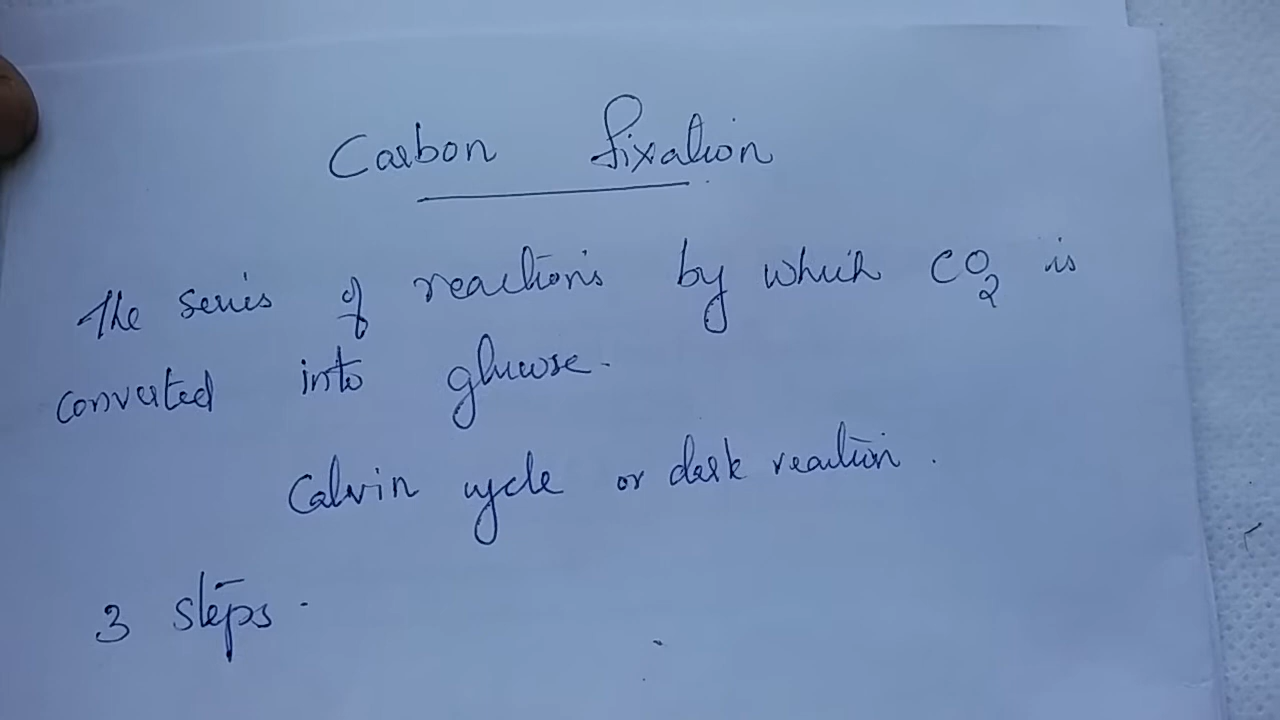 Carbon fixation
The series of reactions by which CO₂ is
converted into glucose.
Calvin cycle or dark reaction.
3 steps.